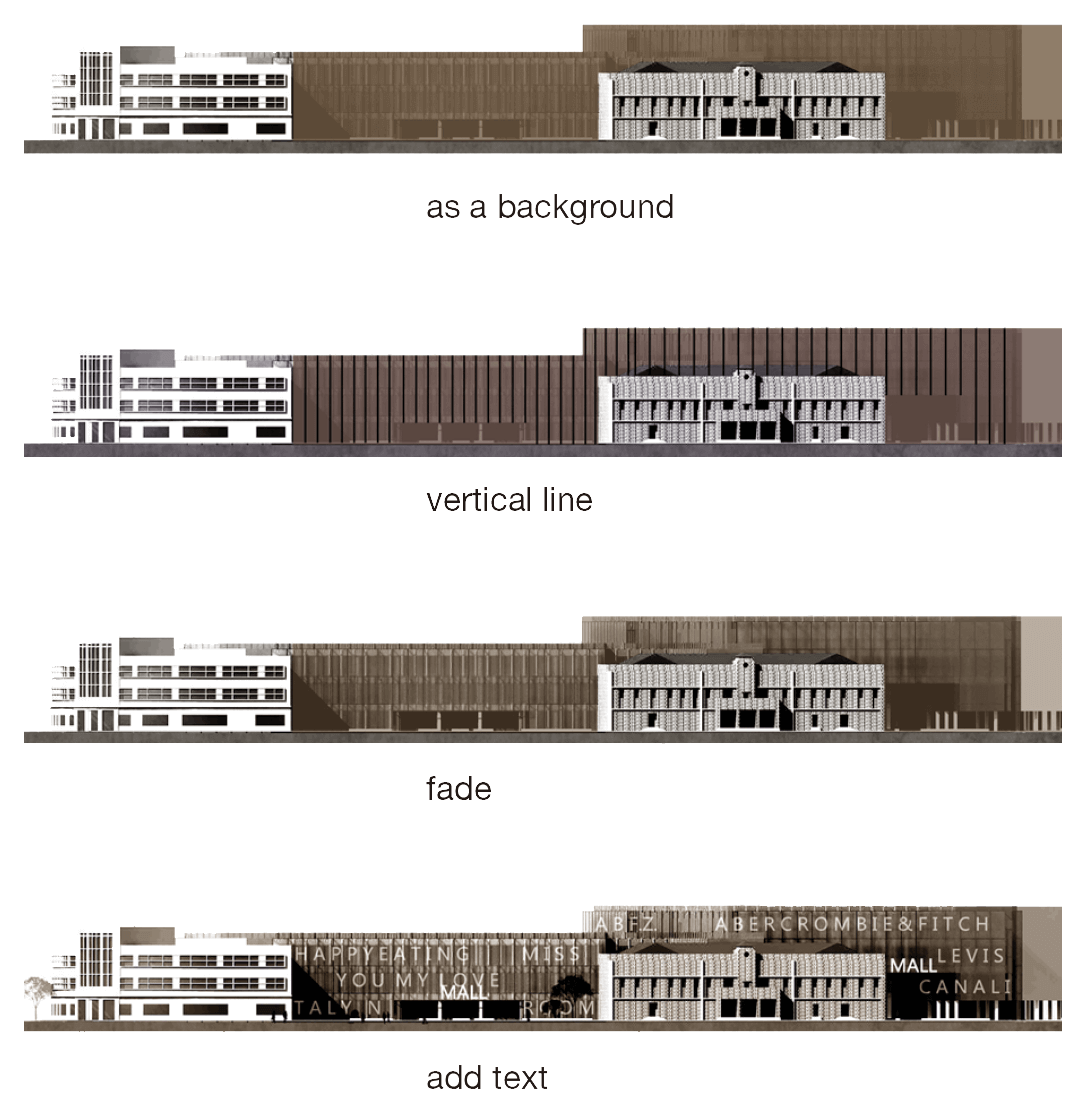 as a background
vertical line
fade
ABFZ ABERCROMBIE&FITCH
HAPPYEATING MISS
LEVIS
MALL
YOU MY LOVE
CANALI
MALL
TALY N ROOM
add text